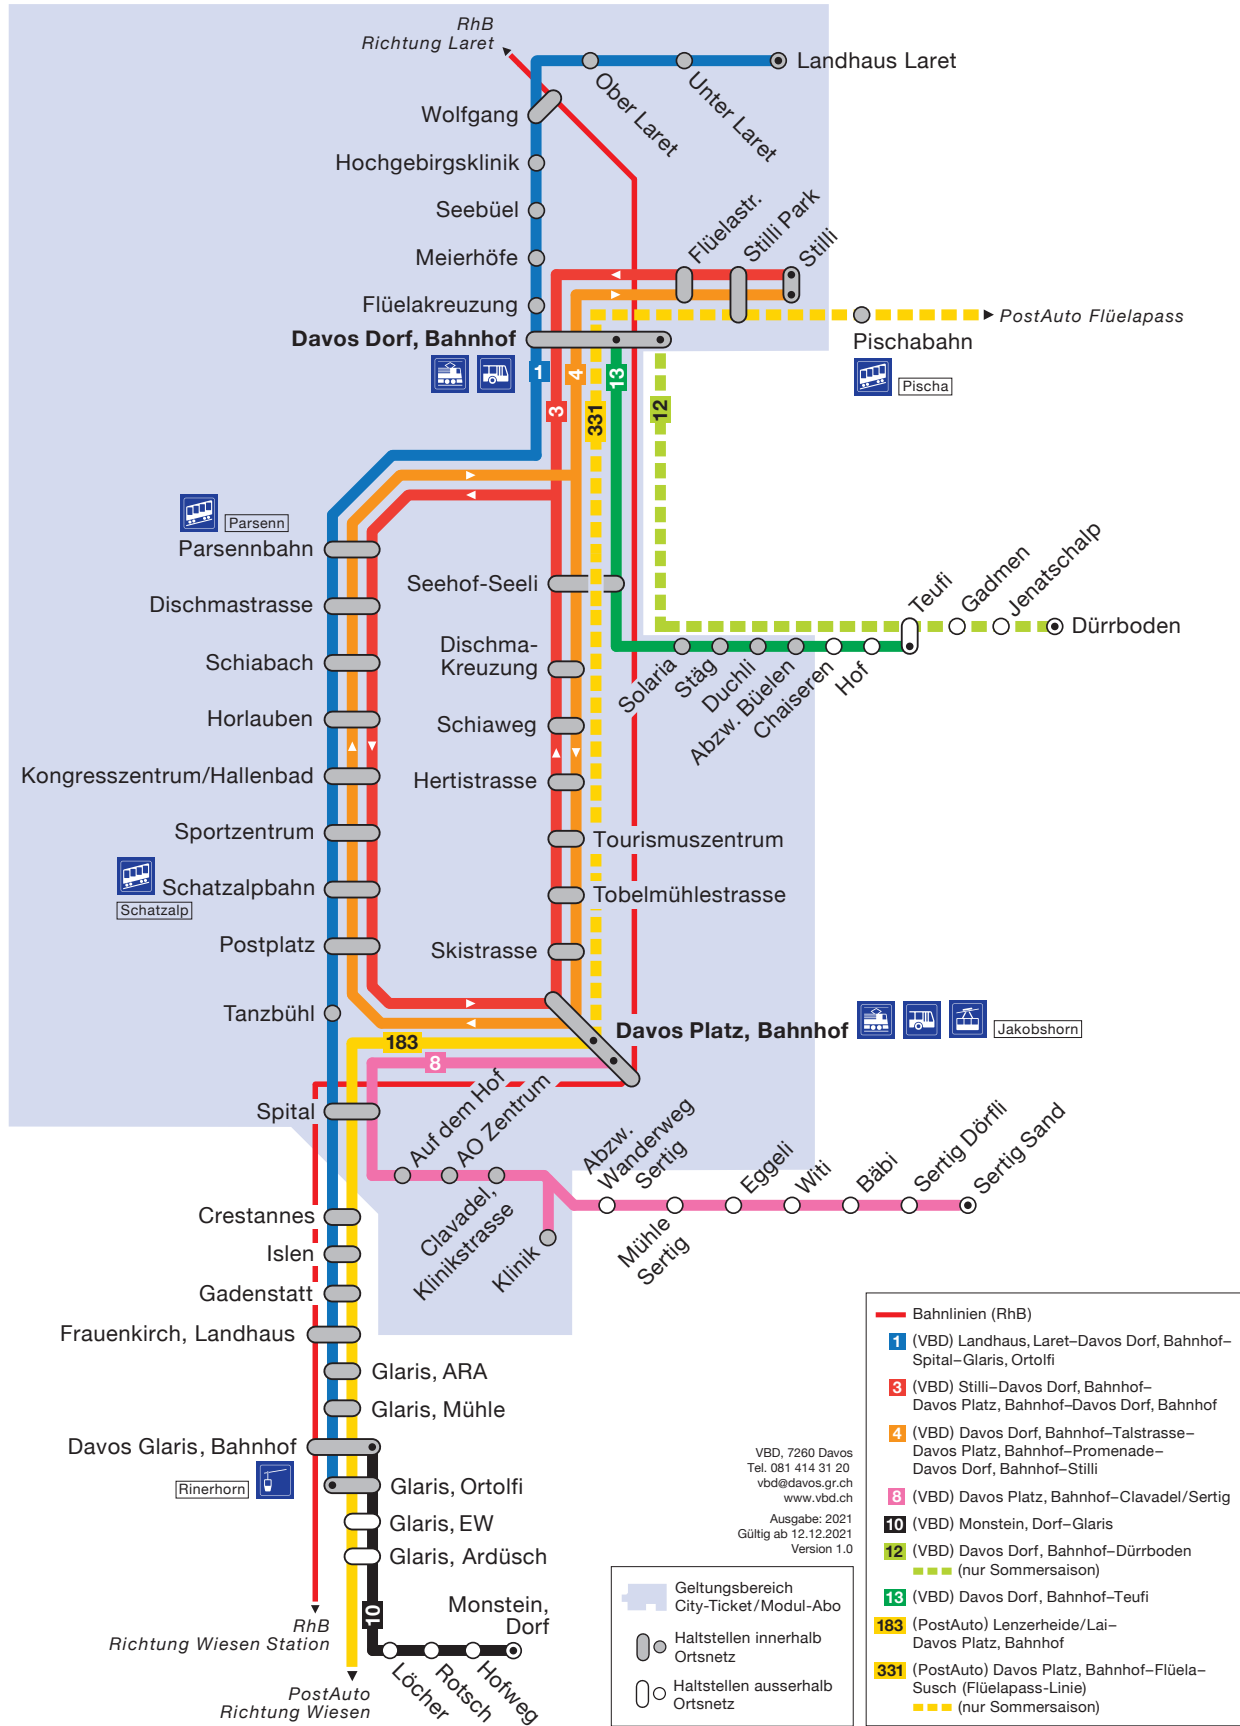 RhB
Richtung Laret
Landhaus Laret
Ober Laret
Unter Laret
Wolfgang
Hochgebirgsklinik
Seebüel
Meierhöfe
Flüelakreuzung
Flüelastr.
Stilli Park
Stilli
Davos Dorf, Bahnhof
PostAuto Flüelapass
Pischabahn
Pischa
1
3
4
331
13
12
Parsenn
Parsennbahn
Dischmastrasse
Schiabach
Horlauben
Kongresszentrum/Hallenbad
Sportzentrum
Schatzalpbahn
Schatzalp
Postplatz
Tanzbühl
Seehof-Seeli
Dischma-
Kreuzung
Schiaweg
Hertistrasse
Tourismuszentrum
Tobelmühlestrasse
Skistrasse
Teufi
Gadmen
Jenatschalp
Dürrboden
Solaria
Stäg
Duchli
Abzw. Büelen
Chaiseren
Hof
Davos Platz, Bahnhof
Jakobshorn
183
8
Spital
Auf dem Hof
AO Zentrum
Clavadel,
Klinikstrasse
Klinik
Abzw.
Wanderweg
Sertig
Mühle
Sertig
Eggeli
Witi
Bäbi
Sertig Dörfli
Sertig Sand
Crestannes
Islen
Gadenstatt
Frauenkirch, Landhaus
Glaris, ARA
Glaris, Mühle
Davos Glaris, Bahnhof
Rinerhorn
Glaris, Ortolfi
Glaris, EW
Glaris, Ardüsch
10
Monstein,
Dorf
Löcher
Rotsch
Hofweg
RhB
Richtung Wiesen Station
PostAuto
Richtung Wiesen
VBD, 7260 Davos
Tel. 081 414 31 20
vbd@davos.gr.ch
www.vbd.ch
Ausgabe: 2021
Gültig ab 12.12.2021
Version 1.0
Geltungsbereich
City-Ticket/Modul-Abo
Haltstellen innerhalb
Ortsnetz
Haltstellen ausserhalb
Ortsnetz
Bahnlinien (RhB)
1 (VBD) Landhaus, Laret–Davos Dorf, Bahnhof–
Spital–Glaris, Ortolfi
3 (VBD) Stilli–Davos Dorf, Bahnhof–
Davos Platz, Bahnhof–Davos Dorf, Bahnhof
4 (VBD) Davos Dorf, Bahnhof–Talstrasse–
Davos Platz, Bahnhof–Promenade–
Davos Dorf, Bahnhof–Stilli
8 (VBD) Davos Platz, Bahnhof–Clavadel/Sertig
10 (VBD) Monstein, Dorf–Glaris
12 (VBD) Davos Dorf, Bahnhof–Dürrboden
(nur Sommersaison)
13 (VBD) Davos Dorf, Bahnhof–Teufi
183 (PostAuto) Lenzerheide/Lai–
Davos Platz, Bahnhof
331 (PostAuto) Davos Platz, Bahnhof–Flüela–
Susch (Flüelapass-Linie)
(nur Sommersaison)